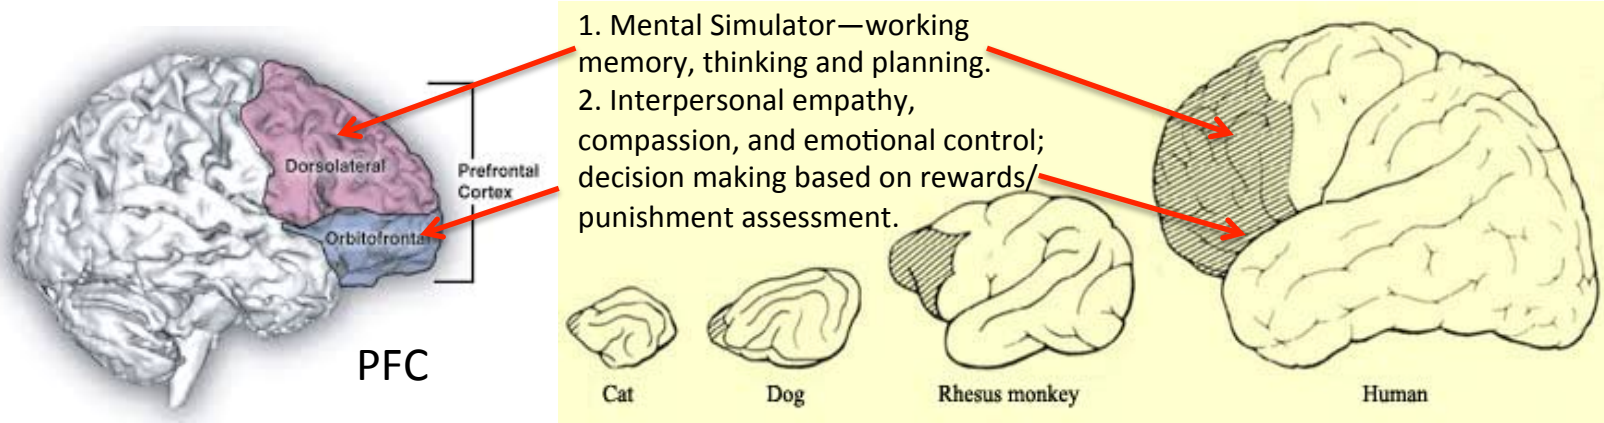 1. Mental Simulator—working
memory, thinking and planning.
2. Interpersonal empathy,
compassion, and emotional control;
decision making based on rewards/
punishment assessment.
Dorsolateral
Prefrontal
Cortex
Orbitofrontal
PFC
Cat
Dog
Rhesus monkey
Human